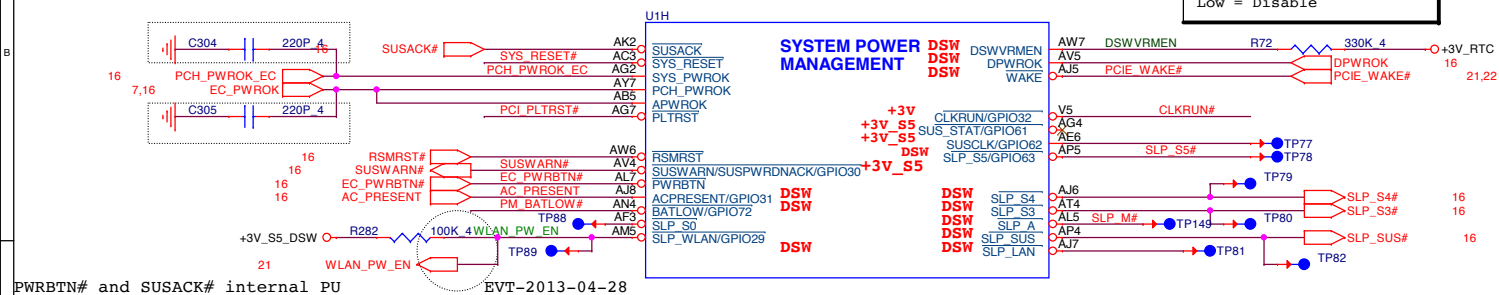 Low = Disable
B
U1H
C304
220P_4
16
SUSACK#
SYS_RESET#
PCH_PWROK_EC
16
PCH_PWROK_EC
7,16
EC_PWROK
C305
220P_4
PCI_PLTRST#
AK2
AC3
AG2
AY7
AB5
AG7
SUSACK
SYS_RESET
SYS_PWROK
PCH_PWROK
APWROK
PLTRST
SYSTEM POWER
MANAGEMENT
DSW
DSW
DSW
DSWVRMEN
DPWROK
WAKE
AW7
AV5
AJ5
DSWVRMEN
R72
330K_4
+3V_RTC
DPWROK
16
PCIE_WAKE#
PCIE_WAKE#
21,22
+3V
+3V_S5
+3V_S5
DSW
+3V_S5
CLKRUN/GPIO32
SUS_STAT/GPIO61
SUSCLK/GPIO62
SLP_S5/GPIO63
V5
AG4
AE6
AP5
CLKRUN#
SLP_S5#
TP77
TP78
16
RSMRST#
16
SUSWARN#
SUSWARN#
16
EC_PWRBTN#
EC_PWRBTN#
16
AC_PRESENT
AC_PRESENT
PM_BATLOW#
AW6
AV4
AL7
AJ8
AN4
AF3
AM5
RSMRST
SUSWARN/SUSPWRDNACK/GPIO30
PWRBTN
ACPRESENT/GPIO31
BATLOW/GPIO72
SLP_S0
SLP_WLAN/GPIO29
DSW
DSW
DSW
DSW
DSW
DSW
DSW
DSW
SLP_S4
SLP_S3
SLP_A
SLP_SUS
SLP_LAN
AJ6
AT4
AL5
AP4
AJ7
TP79
SLP_S4#
16
SLP_S3#
16
SLP_M#
TP149
TP80
SLP_SUS#
16
TP81
TP82
TP88
+3V_S5_DSW
R282
100K_4
WLAN_PW_EN
TP89
21
WLAN_PW_EN
PWRBTN# and SUSACK# internal PU
EVT-2013-04-28